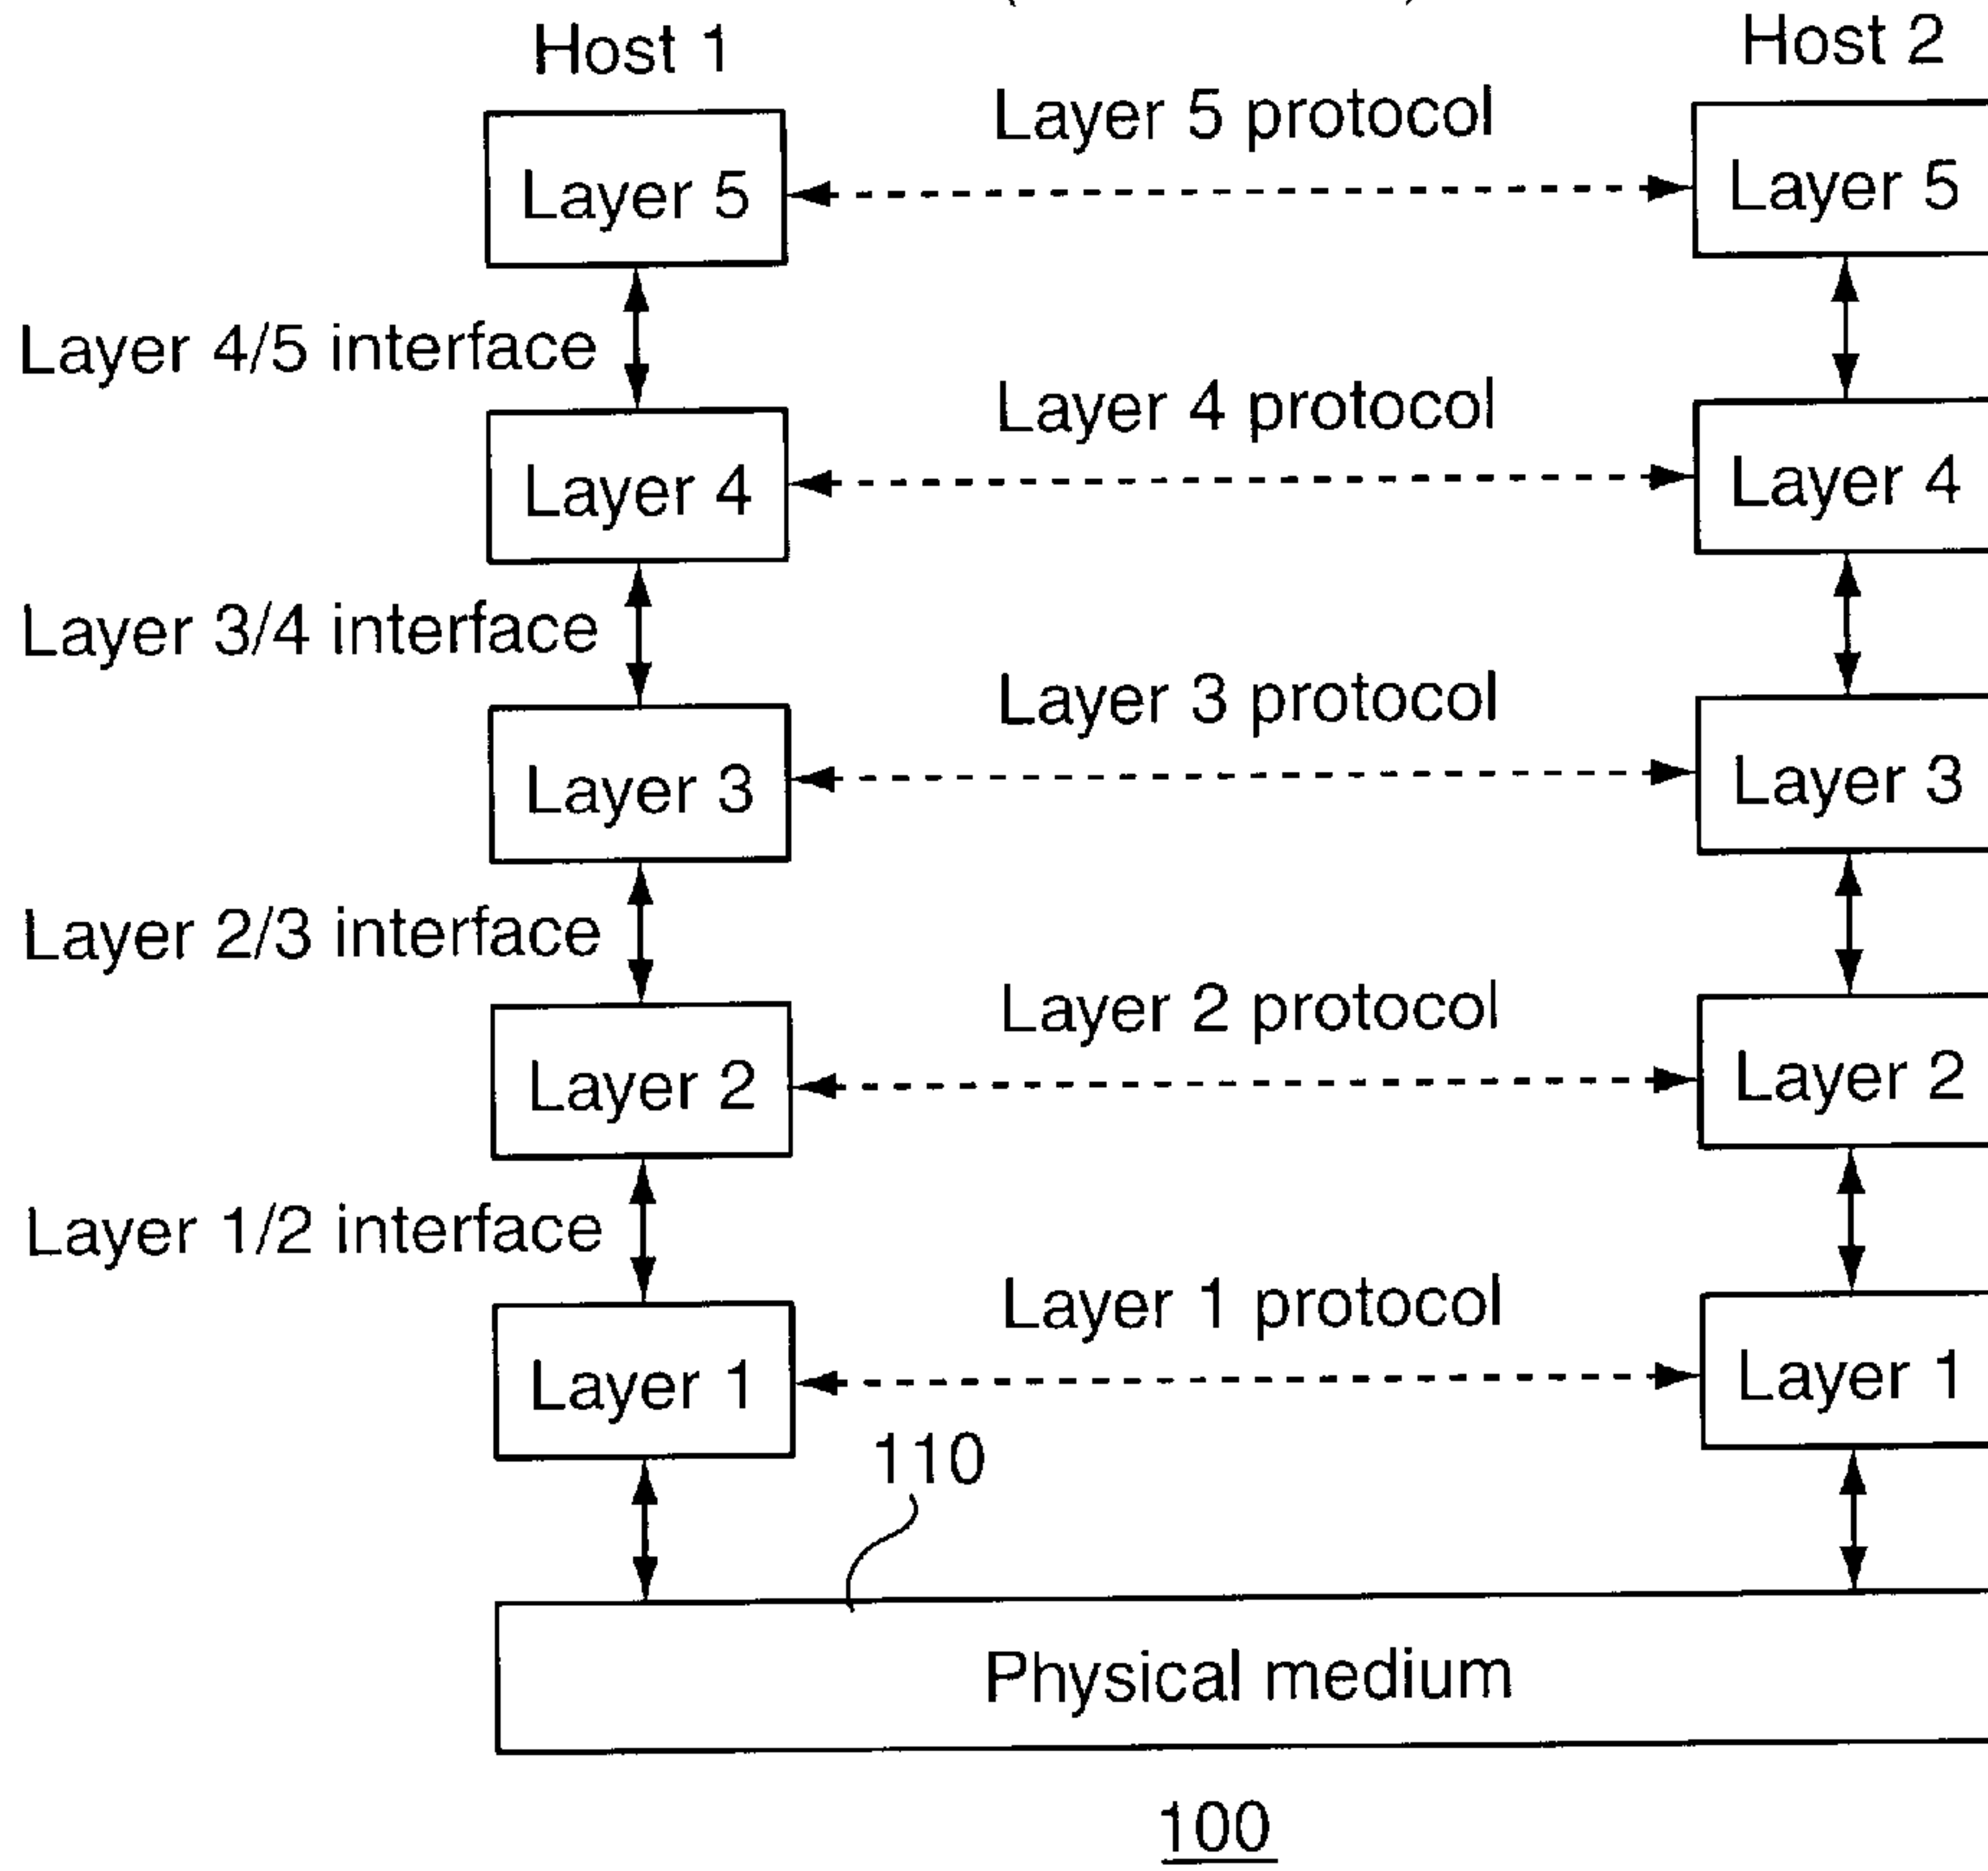 Host 1
Host 2
Layer 5 protocol
Layer 5
Layer 5
Layer 4/5 interface
Layer 4 protocol
Layer 4
Layer 4
Layer 3/4 interface
Layer 3 protocol
Layer 3
Layer 3
Layer 2/3 interface
Layer 2 protocol
Layer 2
Layer 2
Layer 1/2 interface
Layer 1 protocol
Layer 1
Layer 1
110
Physical medium
100